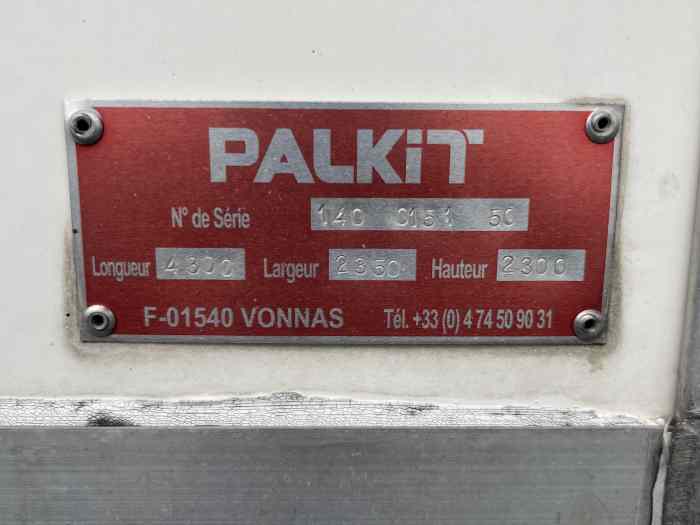 PALKiT
N° de Série 140 0151 50
Longueur 4300 Largeur 2350 Hauteur 2300
F-01540 VONNAS Tél. +33 (0) 4 74 50 90 31